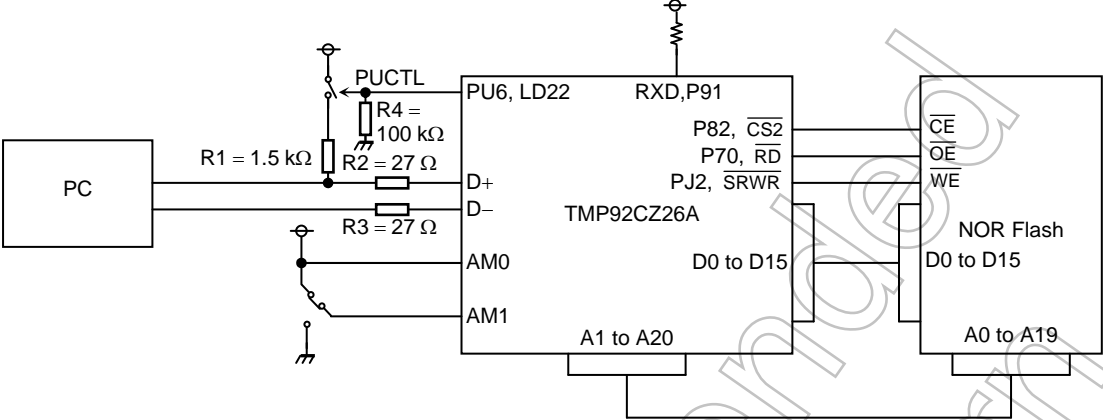 PUCTL
PU6, LD22
RXD,P91
R4 =
100 kΩ
P82, CS2
CE
R1 = 1.5 kΩ
R2 = 27 Ω
P70, RD
OE
PC
D+
PJ2, SRWR
WE
D−
TMP92CZ26A
NOR Flash
R3 = 27 Ω
AM0
D0 to D15
D0 to D15
AM1
A1 to A20
A0 to A19